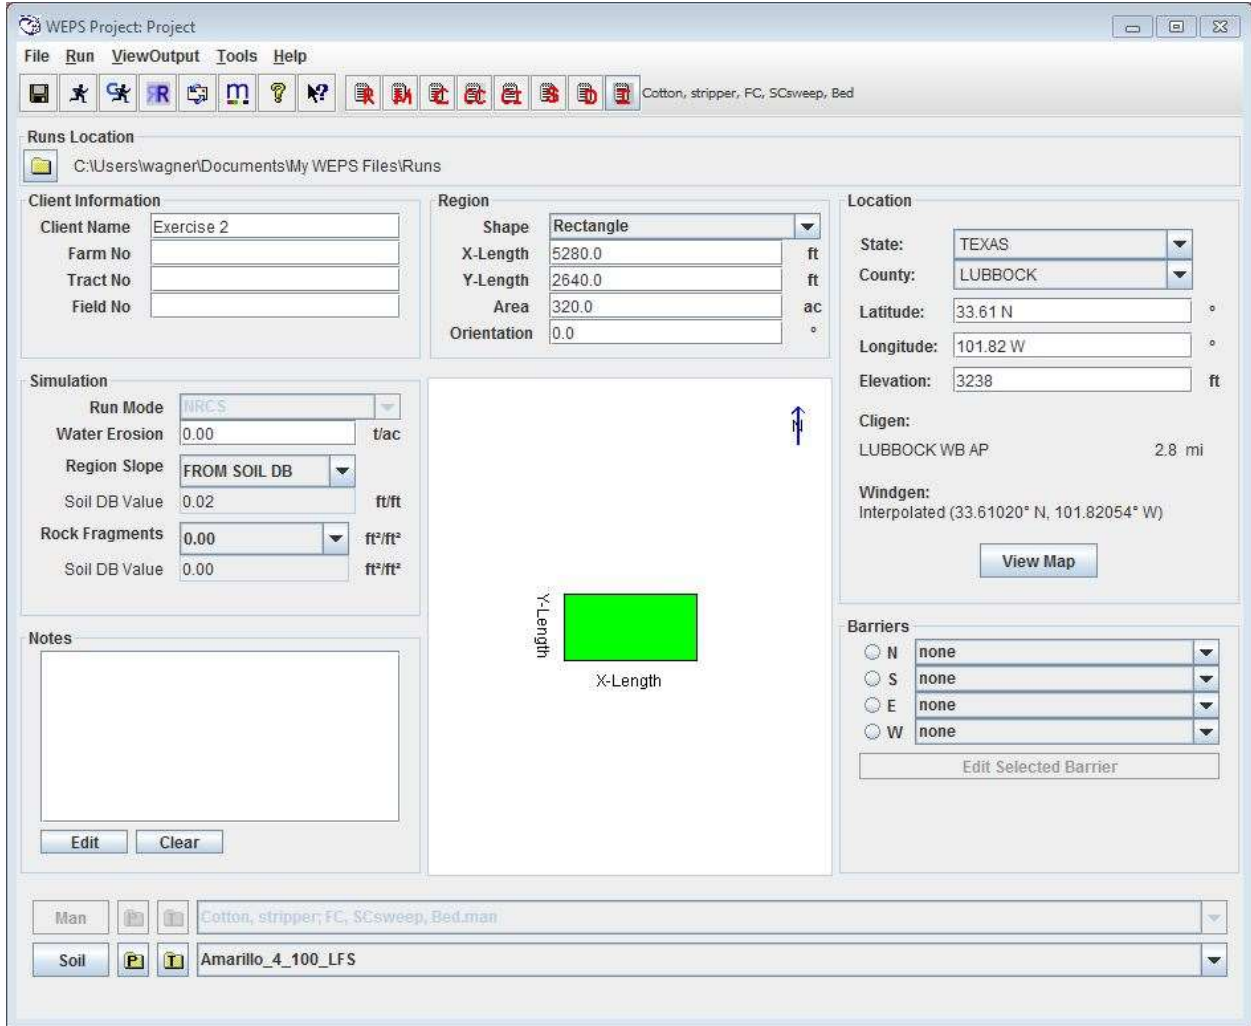 WEPS Project: Project
File Run ViewOutput Tools Help
Cotton, stripper, FC, SCsweep, Bed
Runs Location
C:\Users\wagner\Documents\My WEPS Files\Runs
Client Information
Client Name Exercise 2
Farm No
Tract No
Field No
Region
Shape Rectangle
X-Length 5280.0 ft
Y-Length 2640.0 ft
Area 320.0 ac
Orientation 0.0 °
Location
State: TEXAS
County: LUBBOCK
Latitude: 33.61 N °
Longitude: 101.82 W °
Elevation: 3238 ft
Cligen:
LUBBOCK WB AP 2.8 mi
Windgen:
Interpolated (33.61020° N, 101.82054° W)
View Map
Simulation
Run Mode NRCS
Water Erosion 0.00 t/ac
Region Slope FROM SOIL DB
Soil DB Value 0.02 ft/ft
Rock Fragments 0.00 ft²/ft²
Soil DB Value 0.00 ft²/ft²
N
Y-Length
X-Length
Notes
Edit Clear
Barriers
N none
S none
E none
W none
Edit Selected Barrier
Man P T Cotton, stripper; FC, SCsweep, Bed.man
Soil P T Amarillo_4_100_LFS